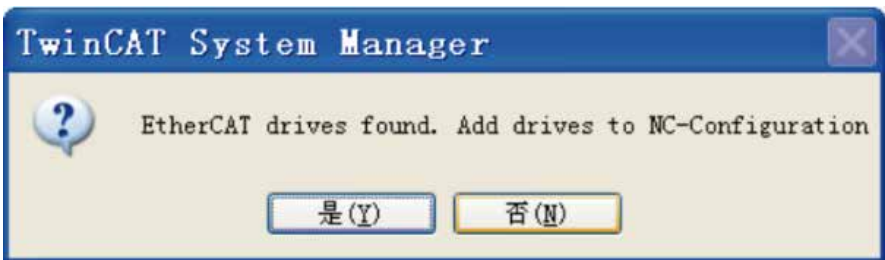 TwinCAT System Manager
EtherCAT drives found. Add drives to NC-Configuration
是(Y)
否(N)